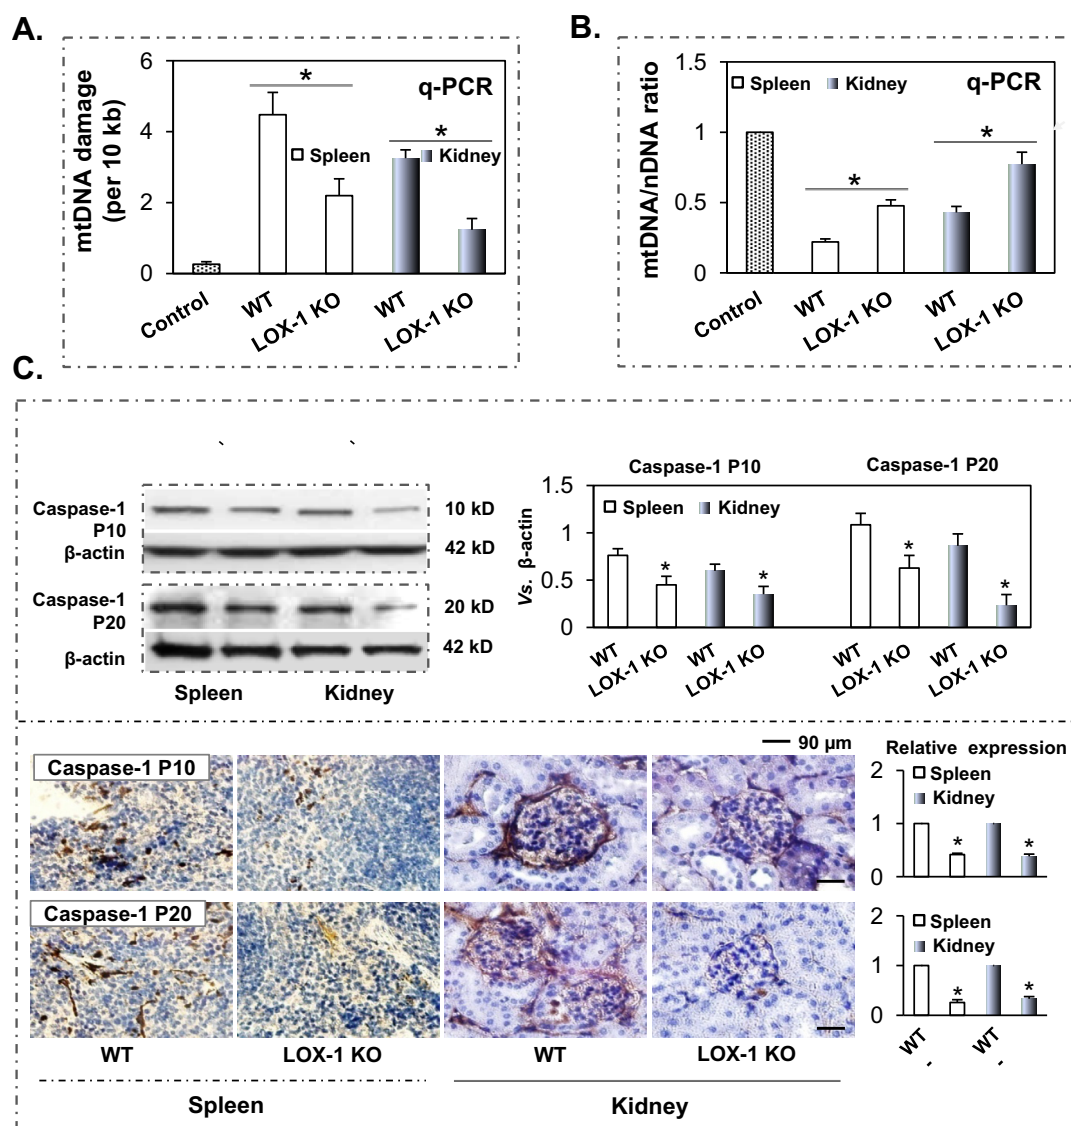 A.
6
4
2
0
mtDNA damage
(per 10 kb)
*
*
q-PCR
Spleen
Kidney
Control
WT
LOX-1 KO
WT
LOX-1 KO
B.
1.5
1
0.5
0
mtDNA/nDNA ratio
Spleen
Kidney
q-PCR
*
*
Control
WT
LOX-1 KO
WT
LOX-1 KO
C.
Caspase-1
P10
β-actin
10 kD
42 kD
Caspase-1
P20
β-actin
20 kD
42 kD
Spleen
Kidney
Caspase-1 P10
Caspase-1 P20
1.5
1
0.5
0
Vs. β-actin
Spleen
Kidney
*
*
*
*
WT
LOX-1 KO
WT
LOX-1 KO
WT
LOX-1 KO
WT
LOX-1 KO
90 µm
Caspase-1 P10
Caspase-1 P20
WT
LOX-1 KO
WT
LOX-1 KO
Spleen
Kidney
Relative expression
2
1
0
Spleen
Kidney
*
*
2
1
0
Spleen
Kidney
*
*
WT
-
WT
-